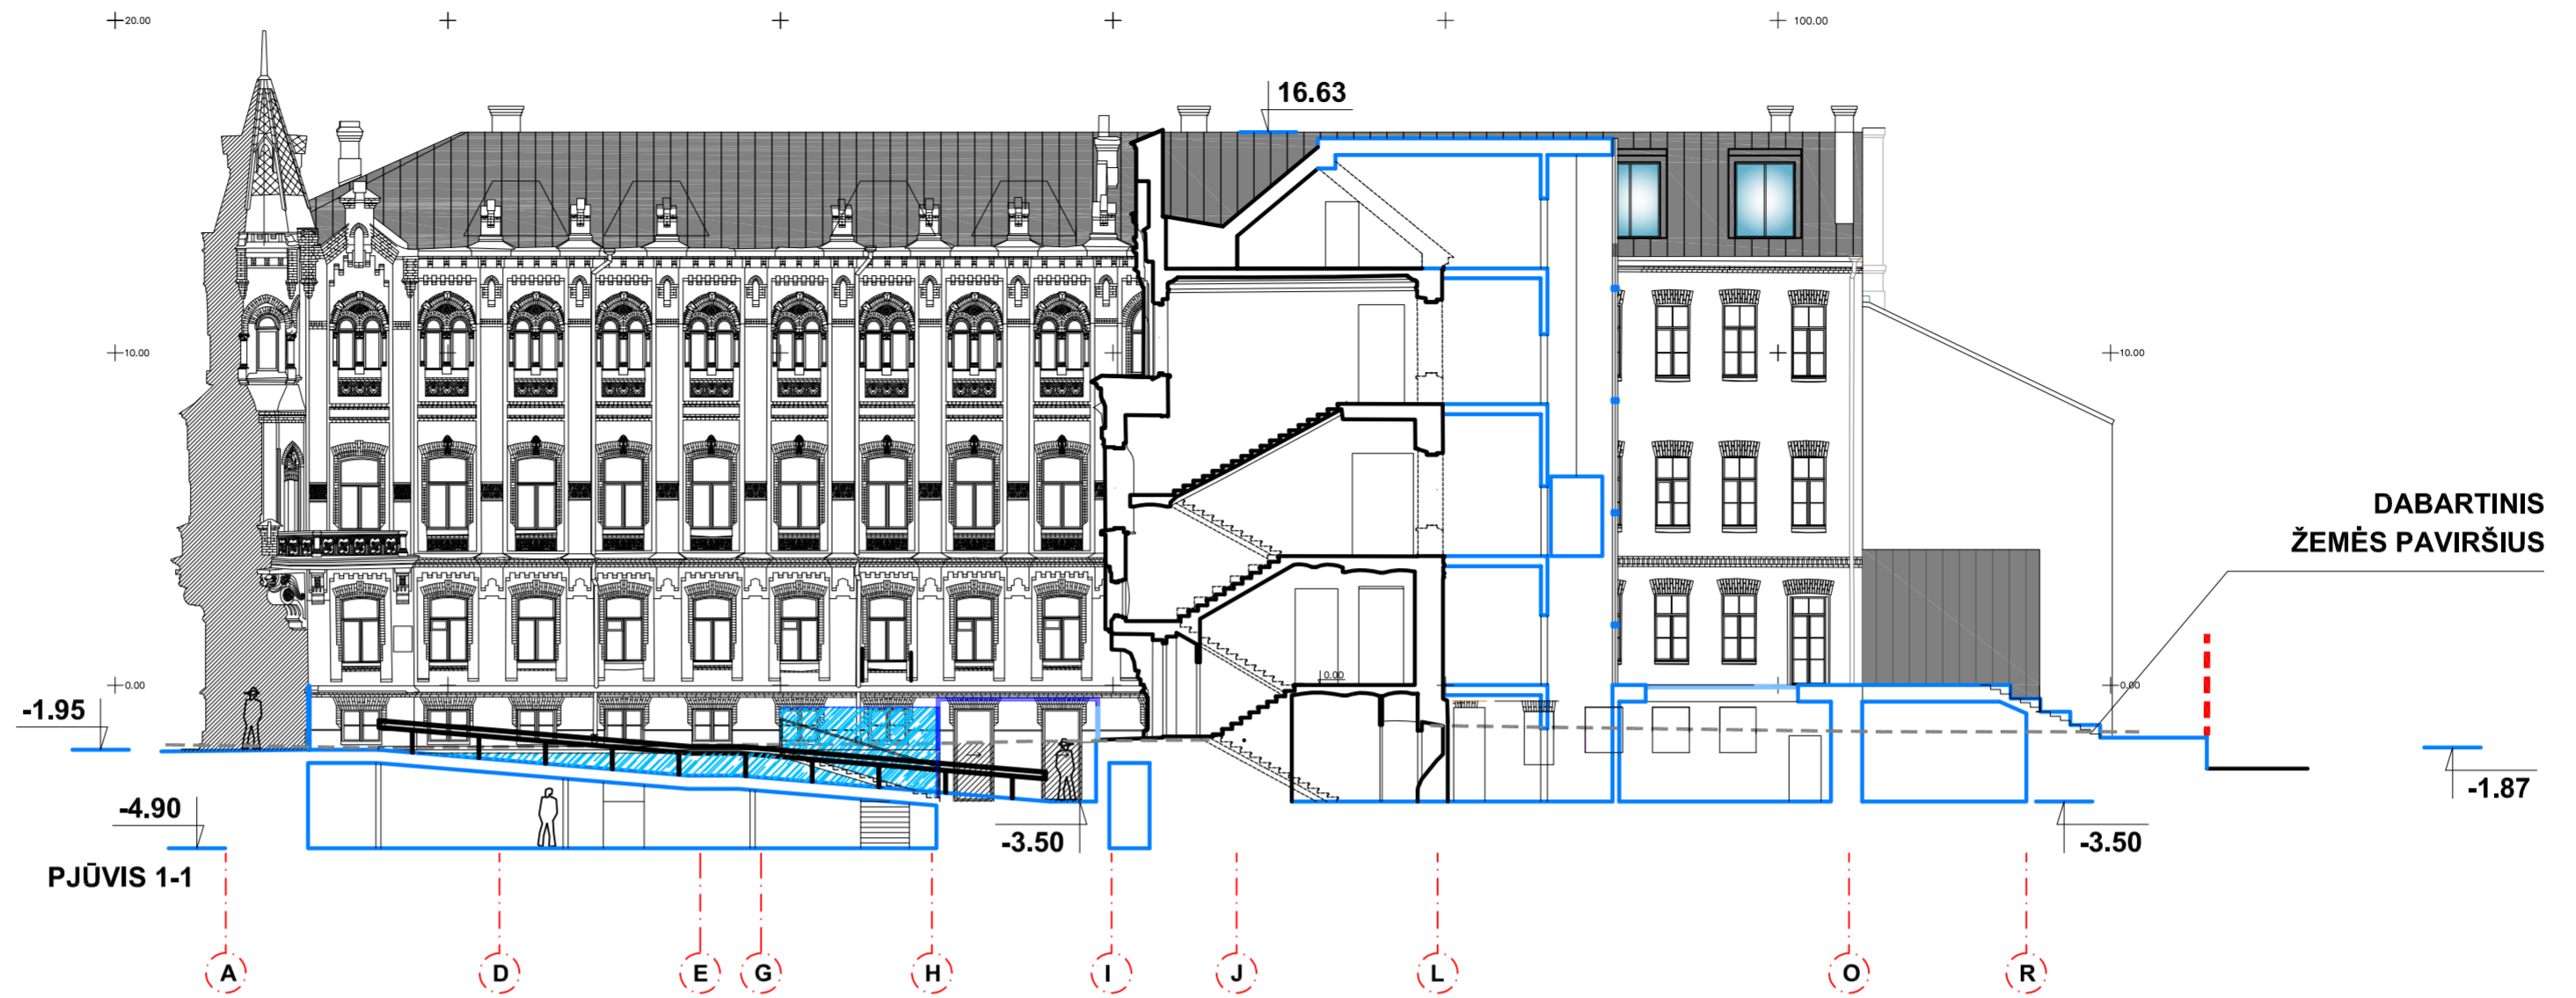 20.00
100.00
16.63
10.00
10.00
DABARTINIS
ŽEMĖS PAVIRŠIUS
0.00
0.00
0.00
-1.95
-1.87
-4.90
-3.50
-3.50
PJŪVIS 1-1
A
D
E
G
H
I
J
L
O
R